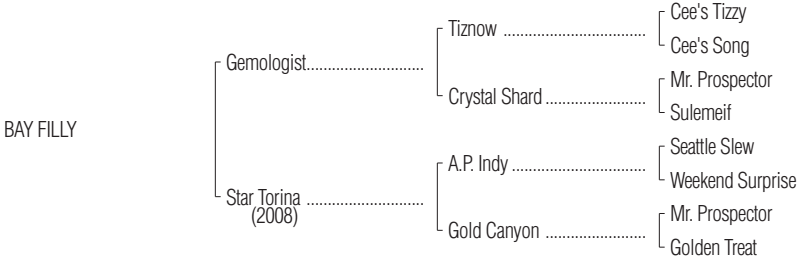 Cee's Tizzy
Tiznow ..................................
Cee's Song
Gemologist...........................
Mr. Prospector
Crystal Shard ........................
Sulemeif
BAY FILLY
Seattle Slew
A.P. Indy ................................
Weekend Surprise
Star Torina ...........................
(2008)
Mr. Prospector
Gold Canyon ........................
Golden Treat